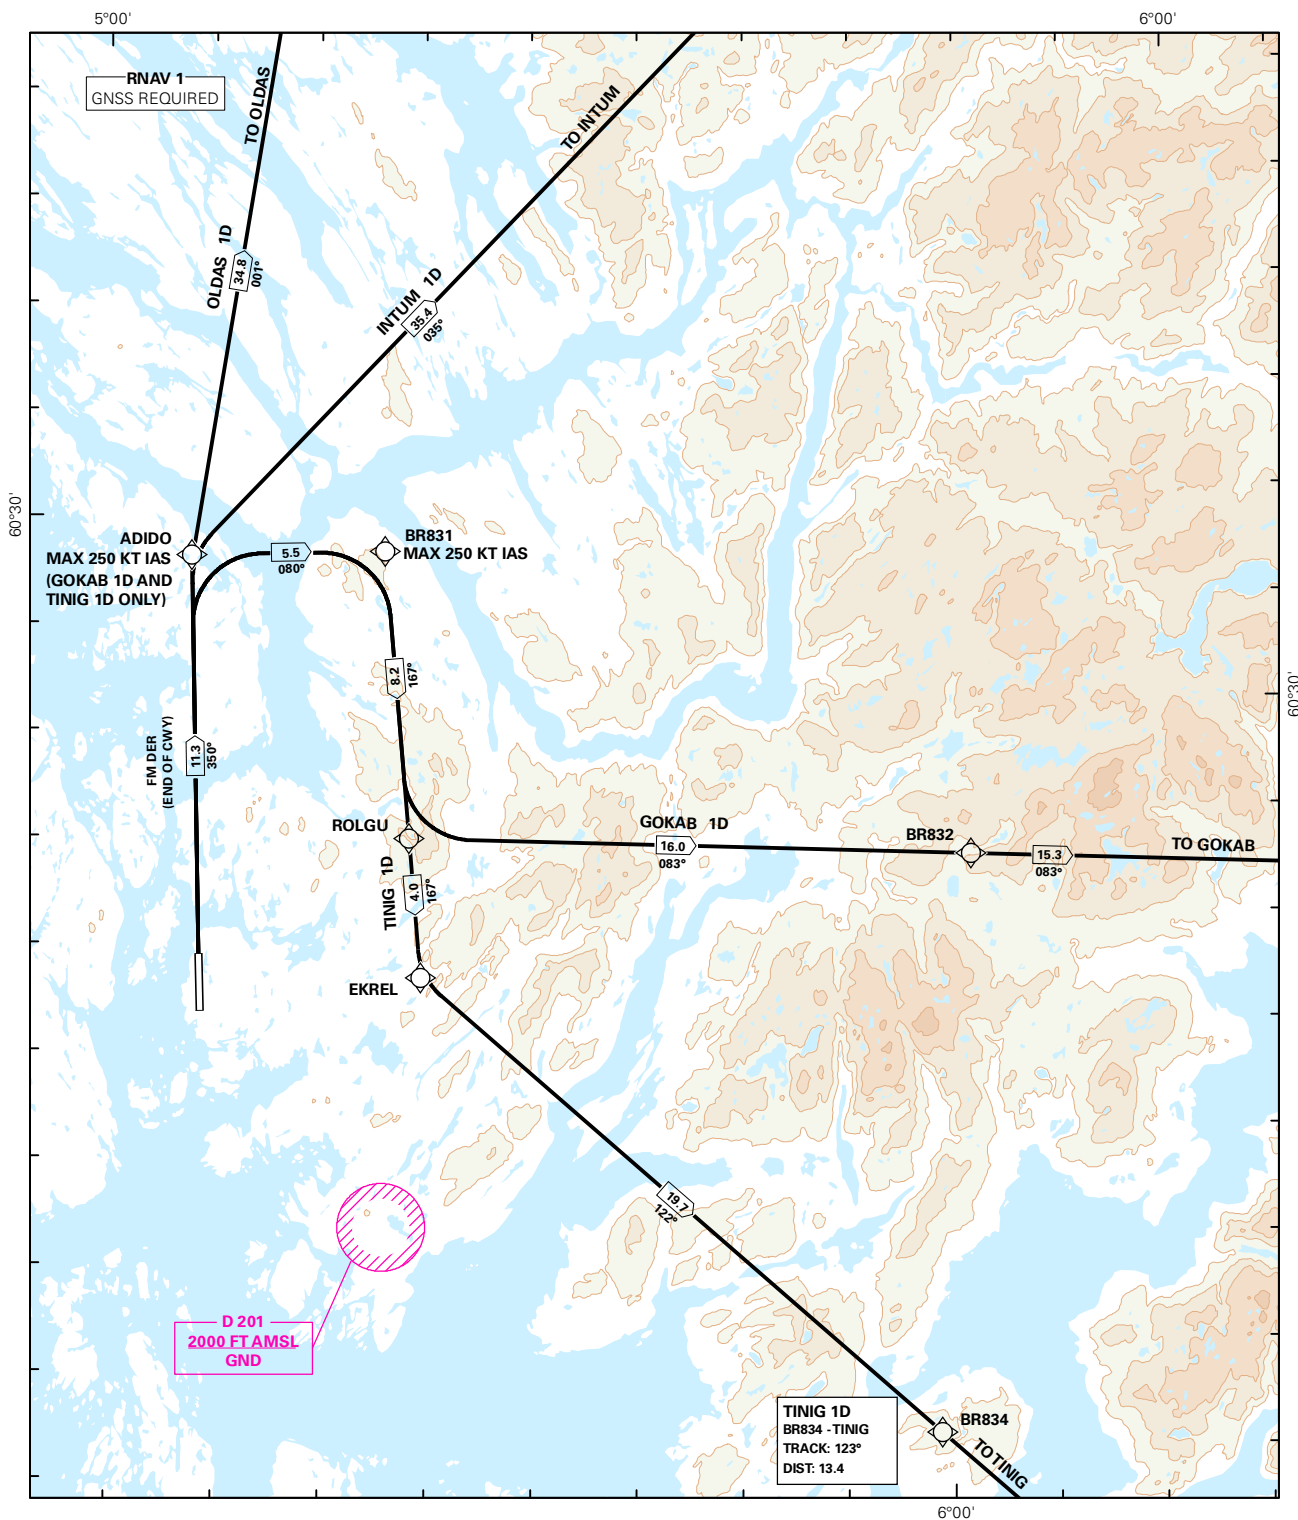 5°00'
6°00'
RNAV 1
GNSS REQUIRED
TO OLDAS
TO INTUM
OLDAS 1D
34.8
001°
INTUM 1D
35.4
035°
60°30'
ADIDO
MAX 250 KT IAS
(GOKAB 1D AND
TINIG 1D ONLY)
5.5
080°
BR831
MAX 250 KT IAS
8.2
167°
60°30'
FM DER
(END OF CWY)
11.3
350°
ROLGU
GOKAB 1D
16.0
083°
BR832
15.3
083°
TO GOKAB
TINIG 1D
4.0
167°
EKREL
19.7
122°
D 201
2000 FT AMSL
GND
TINIG 1D
BR834 - TINIG
TRACK: 123°
DIST: 13.4
BR834
TO TINIG
6°00'